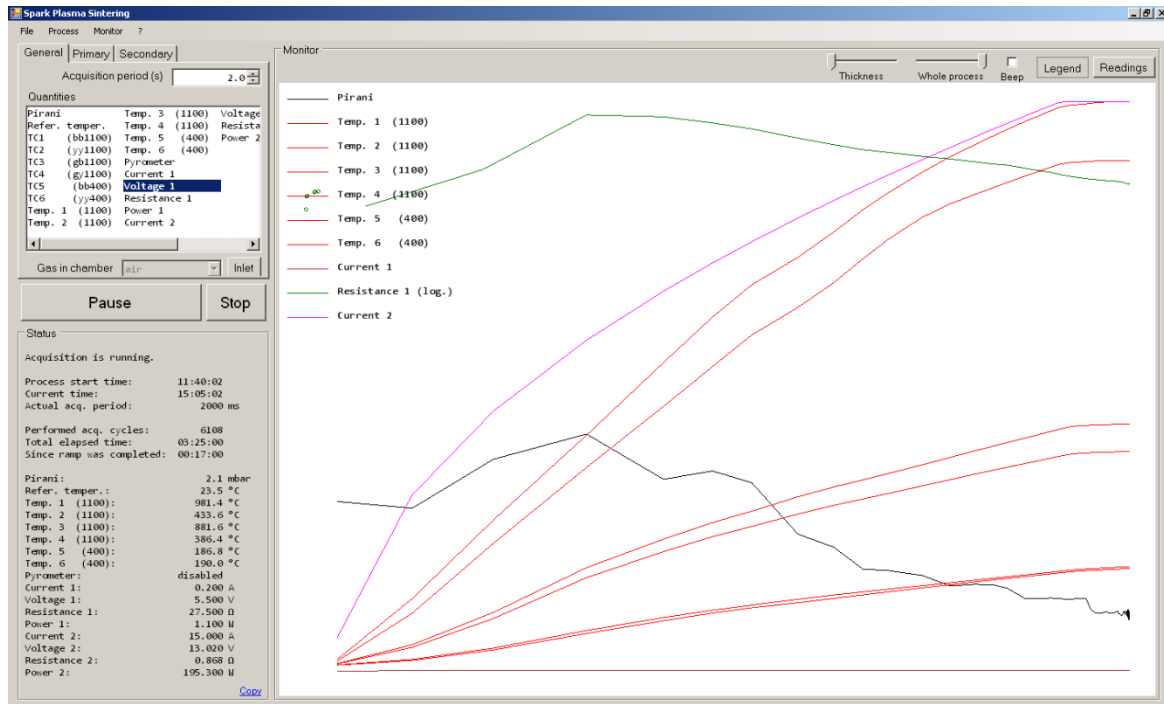 Spark Plasma Sintering
File Process Monitor ?
General Primary Secondary
Acquisition period (s) 2.0
Quantities
Pirani Temp. 3 (1100) Voltage
Refer. temper. Temp. 4 (1100) Resista
TC1 (bb1100) Temp. 5 (400) Power 2
TC2 (yy1100) Temp. 6 (400)
TC3 (gb1100) Pyrometer
TC4 (gy1100) Current 1
TC5 (bb400) Voltage 1
TC6 (yy400) Resistance 1
Temp. 1 (1100) Power 1
Temp. 2 (1100) Current 2
Gas in chamber air Inlet
Pause Stop
Status
Acquisition is running.
Process start time: 11:40:02
Current time: 15:05:02
Actual acq. period: 2000 ms
Performed acq. cycles: 6108
Total elapsed time: 03:25:00
Since ramp was completed: 00:17:00
Pirani: 2.1 mbar
Refer. temper.: 23.5 °C
Temp. 1 (1100): 981.4 °C
Temp. 2 (1100): 433.6 °C
Temp. 3 (1100): 881.6 °C
Temp. 4 (1100): 386.4 °C
Temp. 5 (400): 186.8 °C
Temp. 6 (400): 190.0 °C
Pyrometer: disabled
Current 1: 0.200 A
Voltage 1: 5.500 V
Resistance 1: 27.500 Ω
Power 1: 1.100 W
Current 2: 15.000 A
Voltage 2: 13.020 V
Resistance 2: 0.868 Ω
Power 2: 195.300 W
Copy
Monitor
Thickness Whole process Beep Legend Readings
Pirani
Temp. 1 (1100)
Temp. 2 (1100)
Temp. 3 (1100)
Temp. 4 (1100)
Temp. 5 (400)
Temp. 6 (400)
Current 1
Resistance 1 (log.)
Current 2